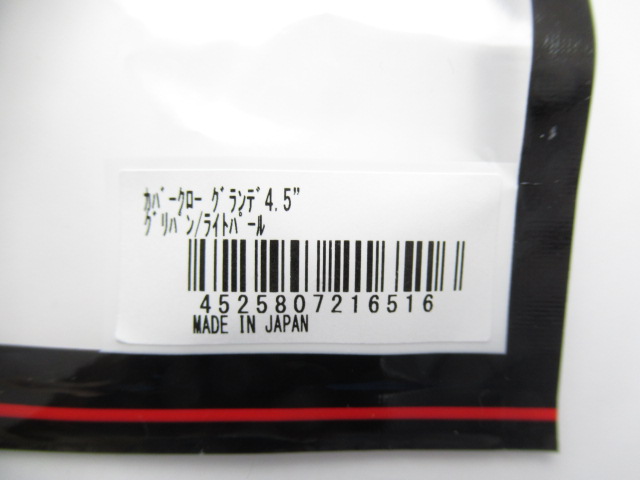 ｶﾊﾞｰｸﾛｰ ｸﾞﾗﾝﾃﾞ4.5"
ｸﾞﾘﾊﾟﾝ/ﾗｲﾄﾊﾟｰﾙ
4525807216516
MADE IN JAPAN